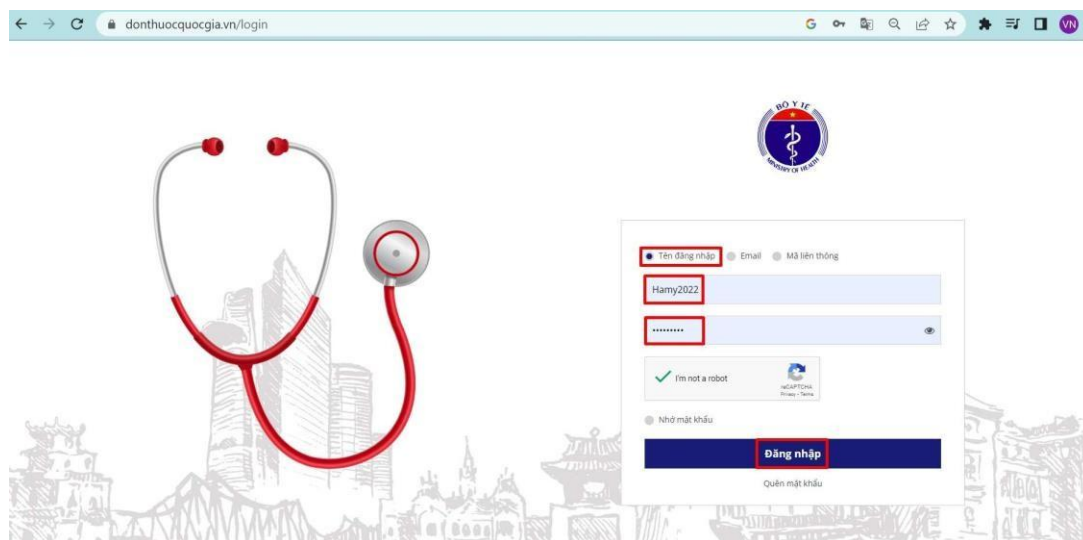 donthuocquocgia.vn/login
VN
BỘ Y TẾ
MINISTRY OF HEALTH
Tên đăng nhập Email Mã liên thông
Hamy2022
•••••••••
I'm not a robot
reCAPTCHA
Privacy - Terms
Nhớ mật khẩu
Đăng nhập
Quên mật khẩu